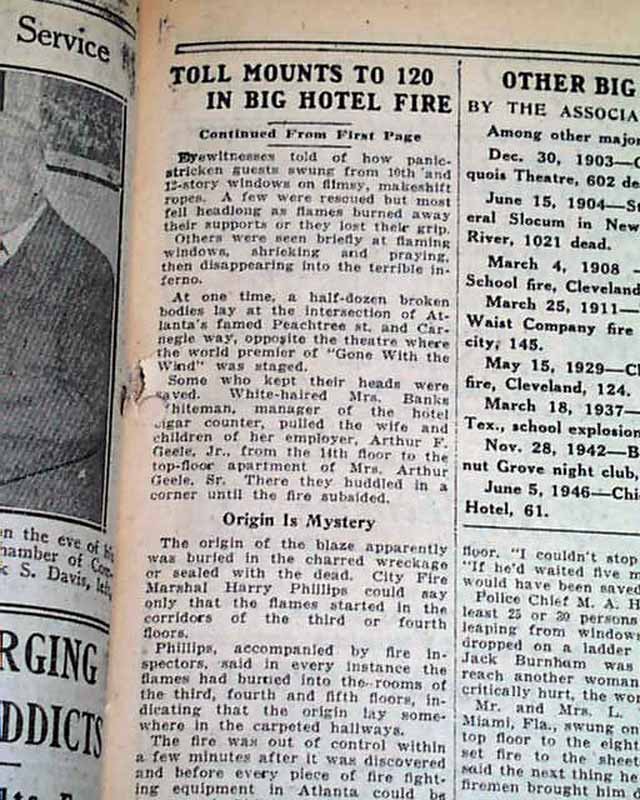 Service
n the eve of his
hamber of Com-
k S. Davis, left,
RGING
DDICTS
TOLL MOUNTS TO 120
IN BIG HOTEL FIRE
Continued From First Page
Eyewitnesses told of how panic-
stricken guests swung from 10th and
12-story windows on flimsy, makeshift
ropes. A few were rescued but most
fell headlong as flames burned away
their supports or they lost their grip.
Others were seen briefly at flaming
windows, shrieking and praying,
then disappearing into the terrible in-
ferno.
At one time, a half-dozen broken
bodies lay at the intersection of At-
lanta's famed Peachtree st. and Car-
negie way, opposite the theatre where
the world premier of "Gone With the
Wind" was staged.
Some who kept their heads were
saved. White-haired Mrs. Banks
hiteman, manager of the hotel
igar counter, pulled the wife and
children of her employer, Arthur F.
Geele, Jr., from the 14th floor to the
top-floor apartment of Mrs. Arthur
Geele, Sr. There they huddled in a
corner until the fire subsided.
Origin Is Mystery
The origin of the blaze apparently
was buried in the charred wreckage
or sealed with the dead. City Fire
Marshal Harry Phillips could say
only that the flames started in the
corridors of the third or fourth
floors.
Phillips, accompanied by fire in-
spectors, said in every instance the
flames had burned into the rooms of
the third, fourth and fifth floors, in-
dicating that the origin lay some-
where in the carpeted hallways.
The fire was out of control within
a few minutes after it was discovered
and before every piece of fire fight-
ing equipment in Atlanta could be
OTHER BIG
BY THE ASSOCIA
Among other major
Dec. 30, 1903—
quois Theatre, 602 de
June 15, 1904—St
eral Slocum in New
River, 1021 dead.
March 4, 1908 —
School fire, Cleveland
March 25, 1911—
Waist Company fire
city, 145.
May 15, 1929—Cl
fire, Cleveland, 124.
March 18, 1937—
Tex., school explosion
Nov. 28, 1942—B
nut Grove night club,
June 5, 1946—Chi
Hotel, 61.
floor. "I couldn't stop
"If he'd waited five m
would have been saved
Police Chief M. A. H
least 25 or 30 persons
leaping from window
dropped on a ladder
Jack Burnham was
reach another woman
critically hurt, the wo
Mr. and Mrs. L.
Miami, Fla., swung on
top floor to the eight
set fire to the sheet
said the next thing he
firemen brought him d